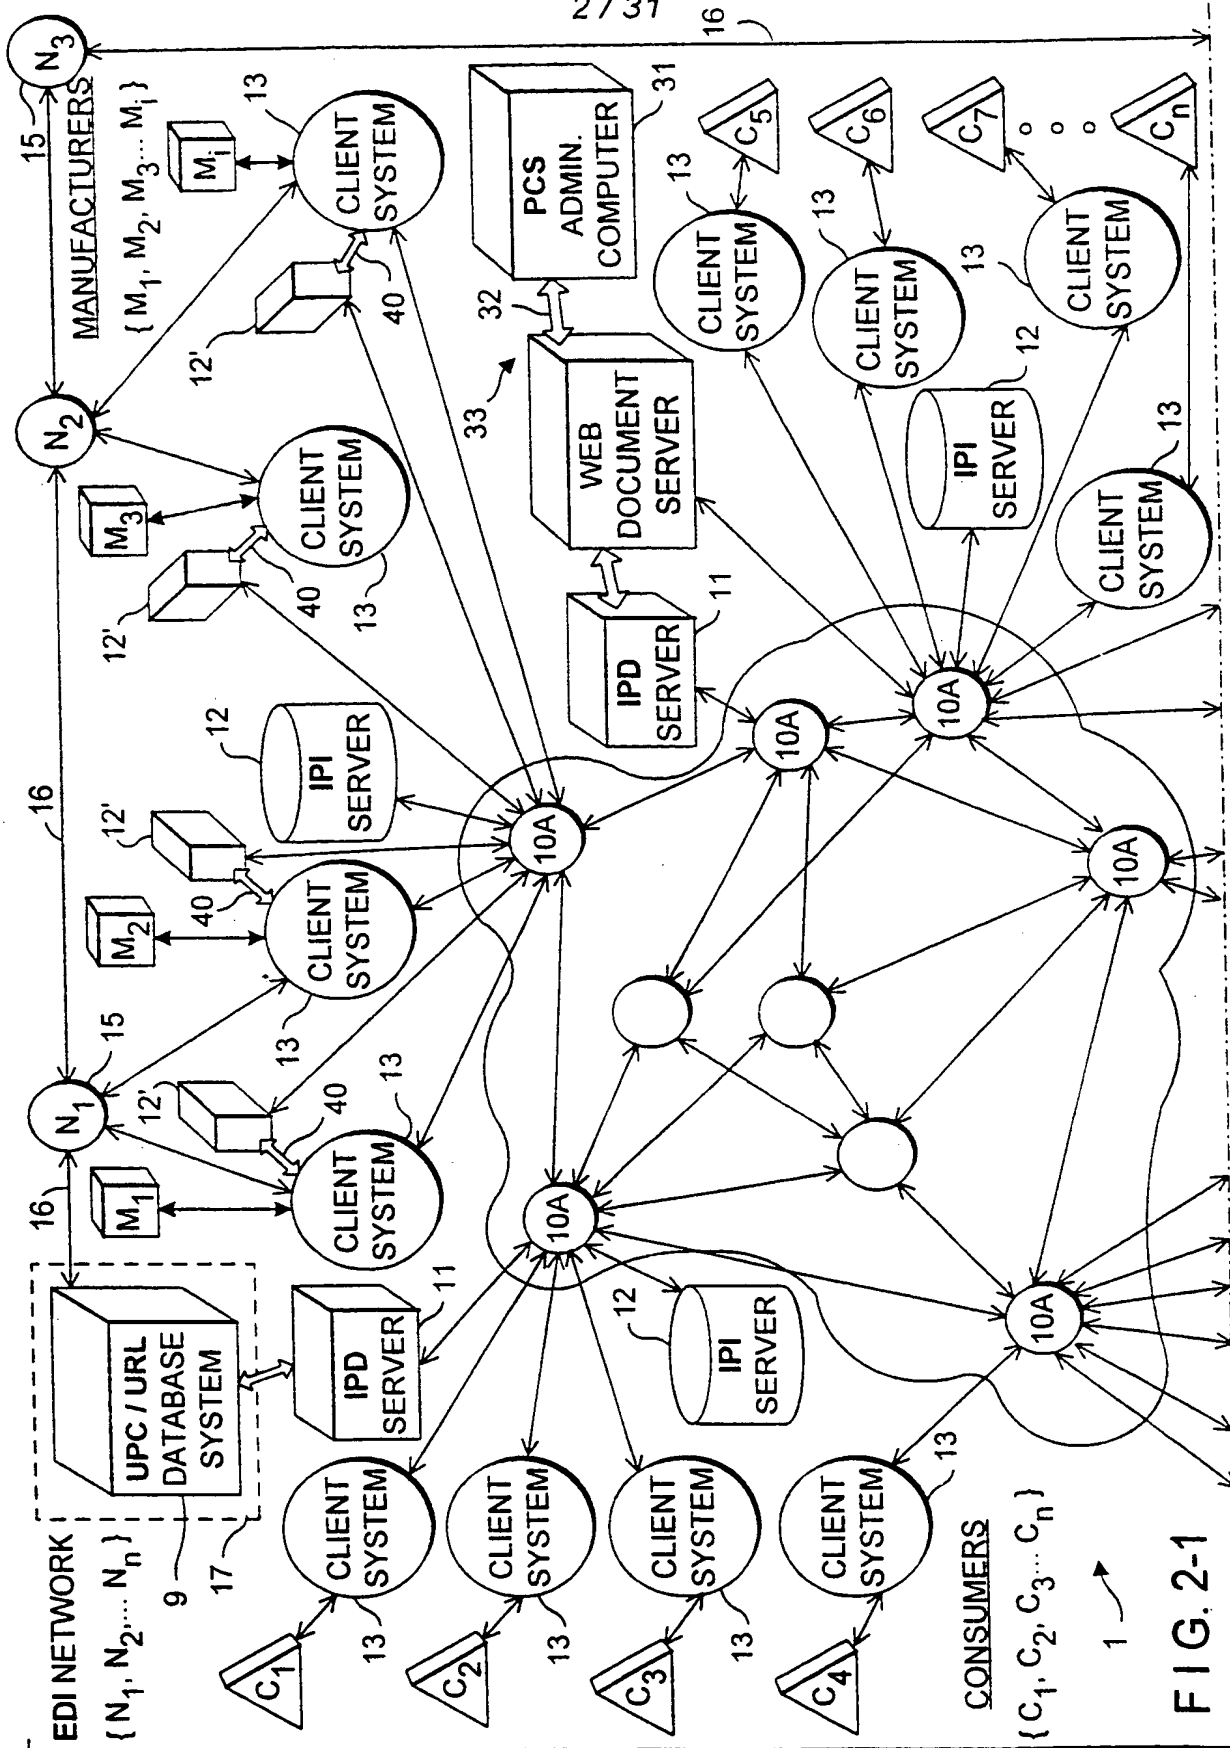 2/31
EDI NETWORK
{N1, N2,... Nn}
9
17
UPC / URL
DATABASE
SYSTEM
16
N1
15
16
N2
15
N3
16
MANUFACTURERS
{M1, M2, M3... Mi}
M1
12'
40
13
CLIENT
SYSTEM
M2
12'
40
13
CLIENT
SYSTEM
12
IPI
SERVER
M3
12'
40
13
CLIENT
SYSTEM
Mi
12'
40
13
CLIENT
SYSTEM
IPD
SERVER
11
10A
10A
IPD
SERVER
11
33
WEB
DOCUMENT
SERVER
32
PCS
ADMIN.
COMPUTER
31
C1
13
CLIENT
SYSTEM
C2
13
CLIENT
SYSTEM
C3
13
CLIENT
SYSTEM
C4
13
CLIENT
SYSTEM
12
IPI
SERVER
10A
10A
10A
10A
13
CLIENT
SYSTEM
C5
13
CLIENT
SYSTEM
C6
12
IPI
SERVER
13
CLIENT
SYSTEM
C7
13
CLIENT
SYSTEM
Cn
CONSUMERS
{C1, C2, C3... Cn}
1
FIG. 2-1